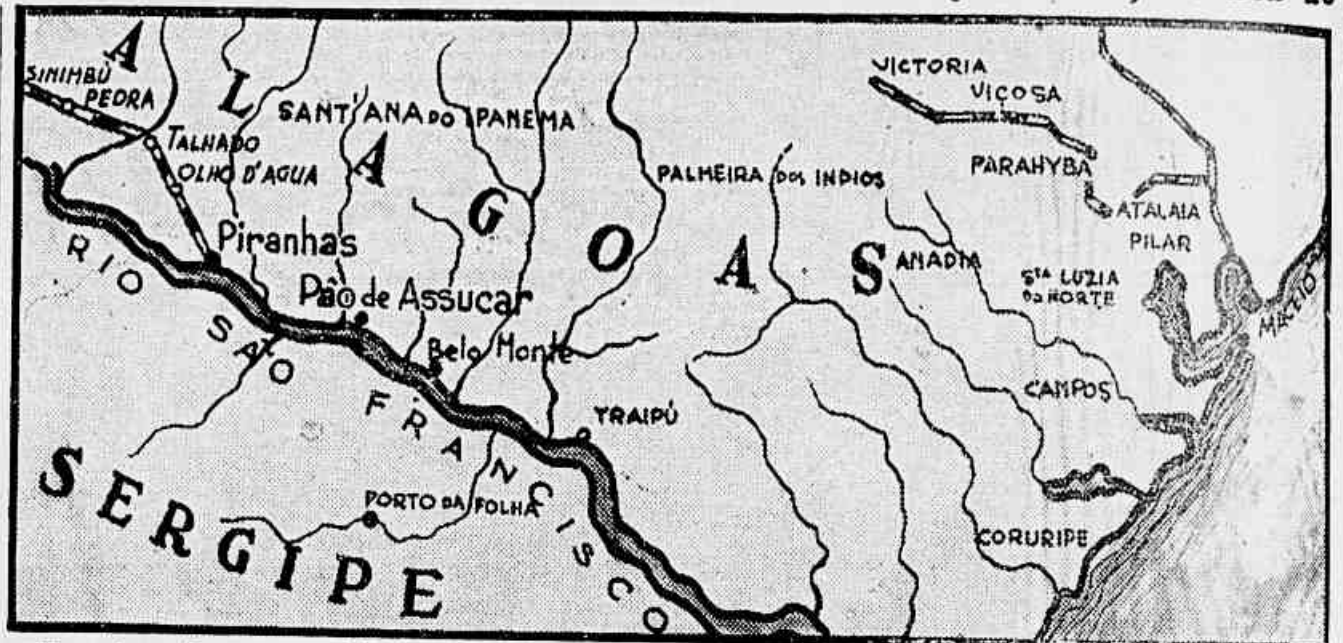 ALAGOAS
SINIMBÚ
PEDRA
TALHADO
OLHO D'AGUA
SANT'ANA DO IPANEMA
PALMEIRA DOS INDIOS
VICTORIA
VIÇOSA
PARAHYBA
ATALAIA
PILAR
ANADIA
STA LUZIA
DO NORTE
MACEIO
Piranhas
Pão de Assucar
Belo Monte
TRAIPÚ
CAMPOS
CORURIPE
RIO SÃO FRANCISCO
PORTO DA FOLHA
SERGIPE